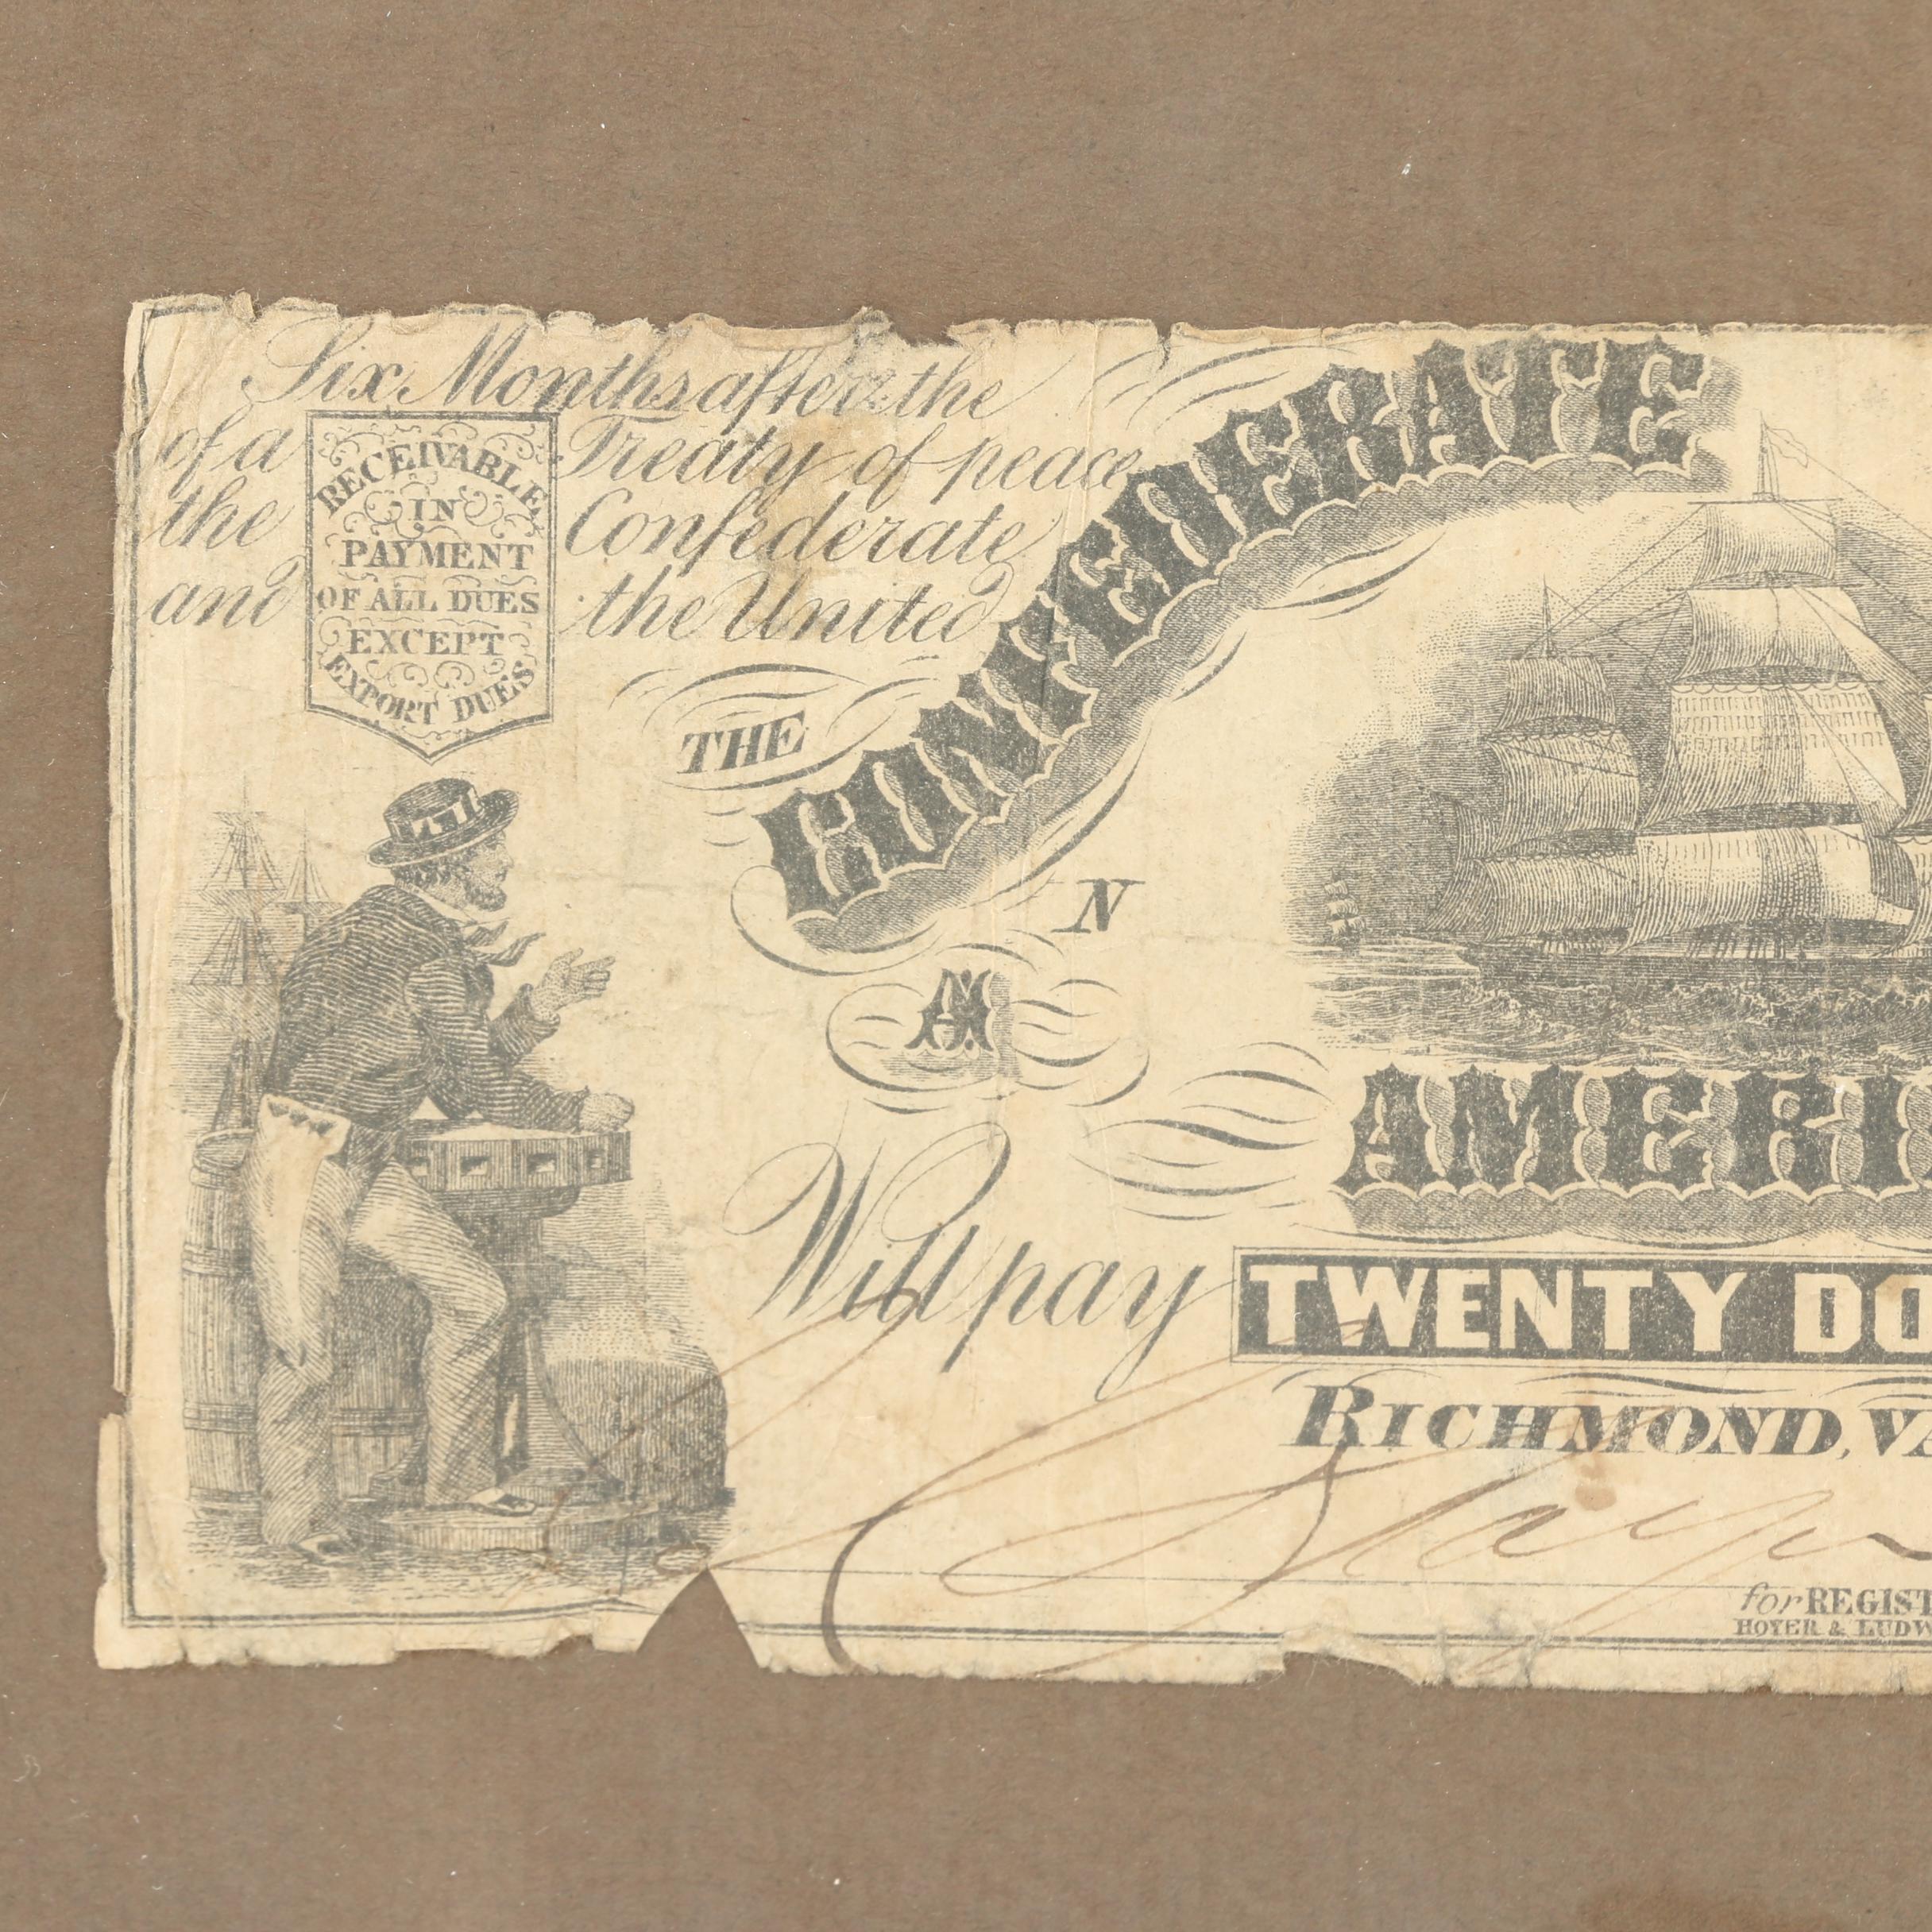 Six Months after the
of a Treaty of peace
the Confederate
and the United
RECEIVABLE
IN
PAYMENT
OF ALL DUES
EXCEPT
EXPORT DUES
THE
CONFEDERATE
N
A
AMERI
Will pay
TWENTY DO
RICHMOND, VA
for REGIST
HOYER & LUDW